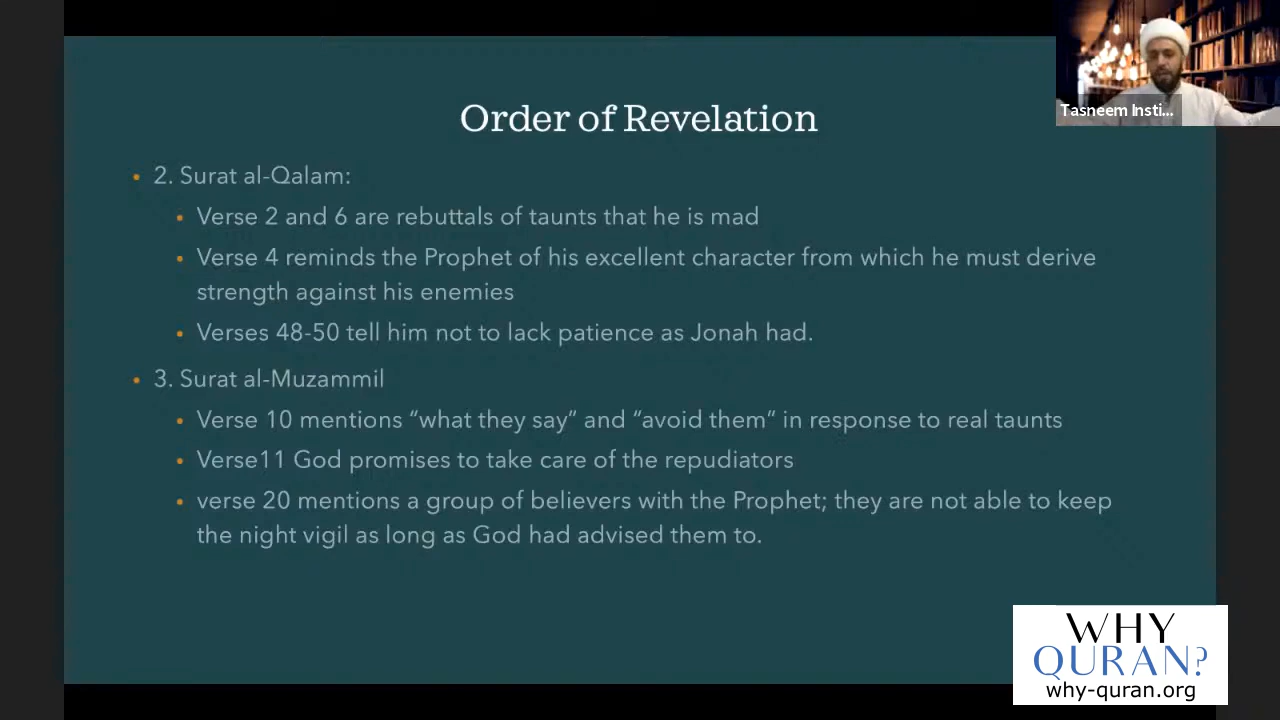 Tasneem Insti...
Order of Revelation
• 2. Surat al-Qalam:
• Verse 2 and 6 are rebuttals of taunts that he is mad
• Verse 4 reminds the Prophet of his excellent character from which he must derive
strength against his enemies
• Verses 48-50 tell him not to lack patience as Jonah had.
• 3. Surat al-Muzammil
• Verse 10 mentions “what they say” and “avoid them” in response to real taunts
• Verse11 God promises to take care of the repudiators
• verse 20 mentions a group of believers with the Prophet; they are not able to keep
the night vigil as long as God had advised them to.
WHY
QURAN?
why-quran.org